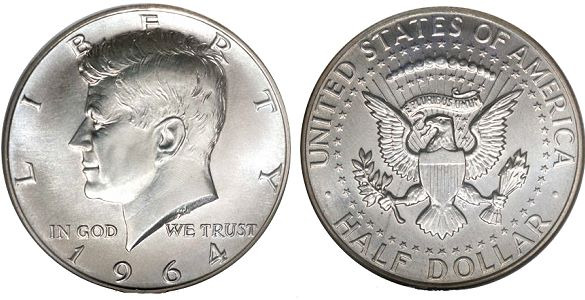 LIBERTY
IN GOD WE TRUST
1964
UNITED STATES OF AMERICA
E PLURIBUS UNUM
HALF DOLLAR